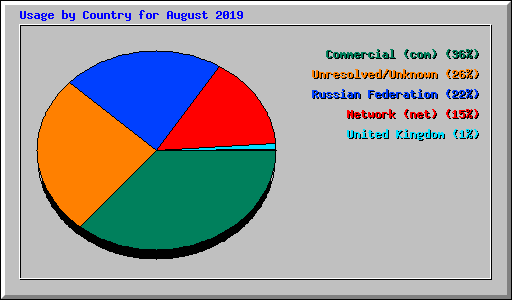 Usage by Country for August 2019
Commercial (com) (36%)
Unresolved/Unknown (26%)
Russian Federation (22%)
Network (net) (15%)
United Kingdom (1%)